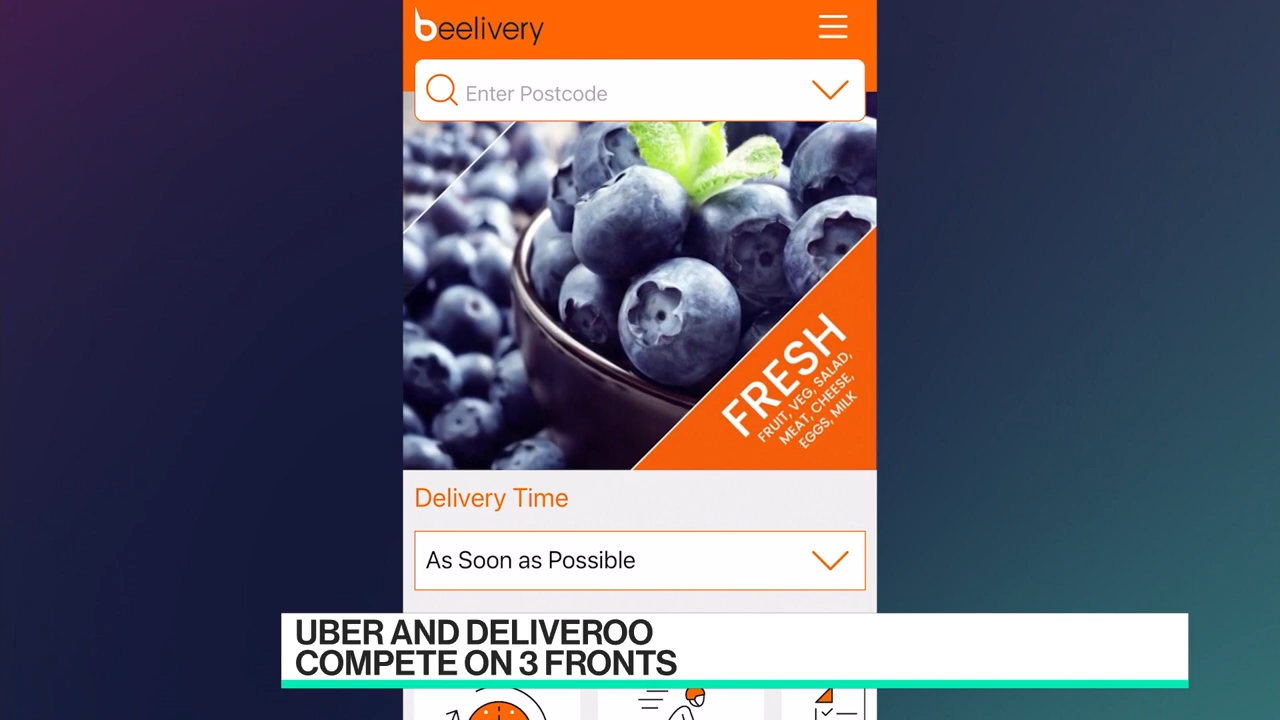 beelivery
Enter Postcode
FRESH
FRUIT, VEG, SALAD,
MEAT, CHEESE,
EGGS, MILK
Delivery Time
As Soon as Possible
UBER AND DELIVEROO
COMPETE ON 3 FRONTS